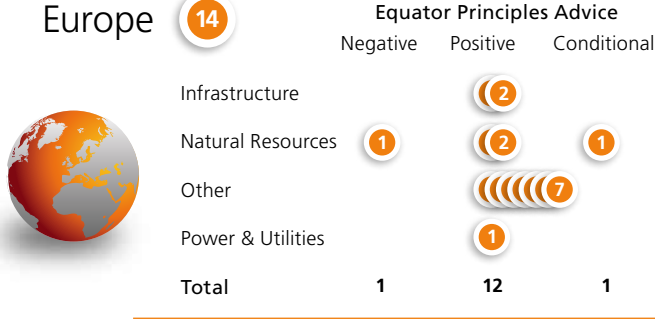 Europe 14 Equator Principles Advice
Negative Positive Conditional
Infrastructure 2
Natural Resources 1 2 1
Other 7
Power & Utilities 1
Total 1 12 1